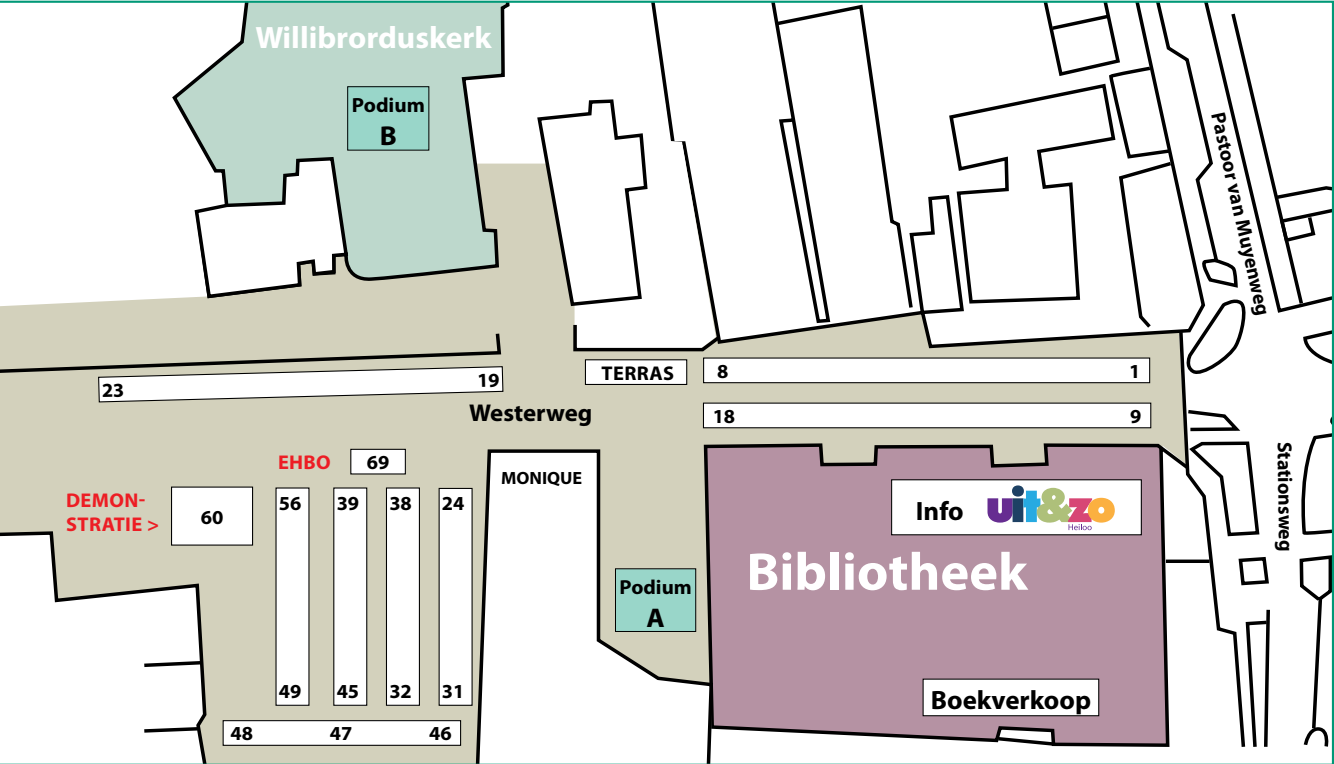 Willibrorduskerk
Podium
B
Pastoor van Muyenweg
TERRAS
8 1
23 19
Westerweg
18 9
EHBO 69
MONIQUE
DEMON-
STRATIE >
60
56 39 38 24
Info uit&zo
Heiloo
Stationsweg
Bibliotheek
Podium
A
49 45 32 31
Boekverkoop
48 47 46